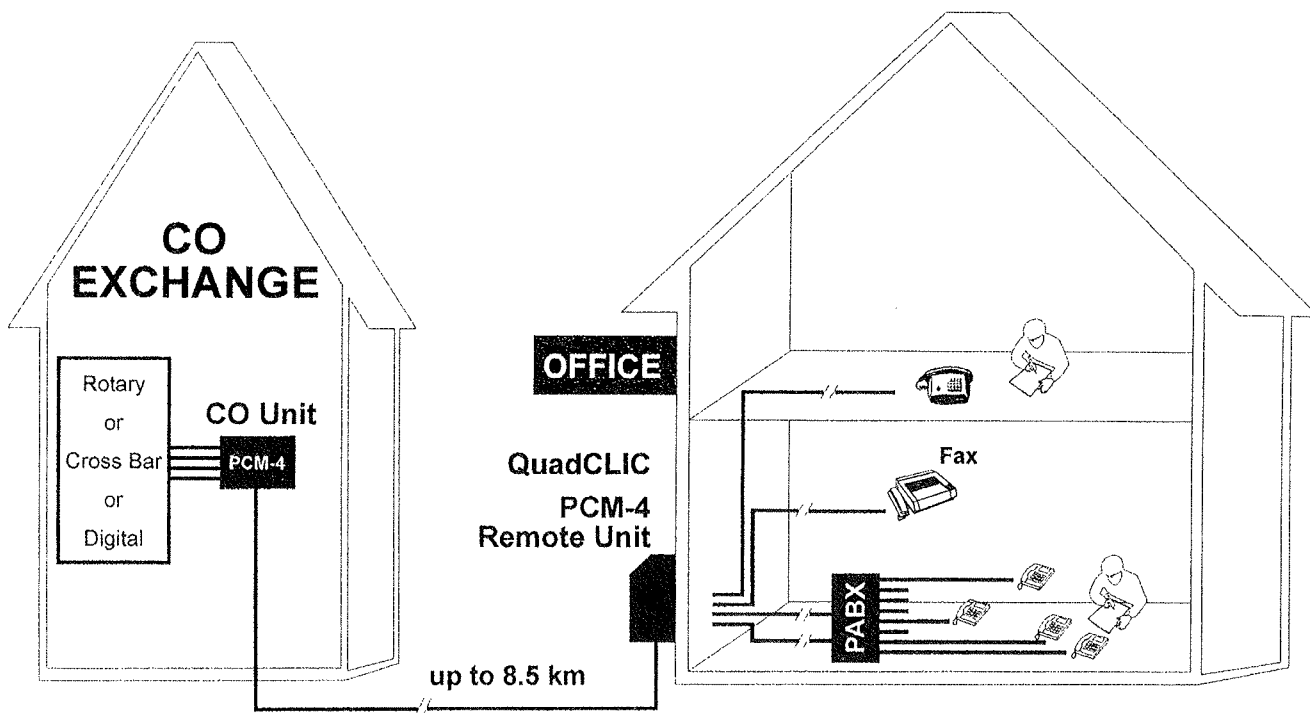 CO
EXCHANGE
Rotary
or
Cross Bar
or
Digital
CO Unit
PCM-4
OFFICE
QuadCLIC
PCM-4
Remote Unit
up to 8.5 km
Fax
PABX